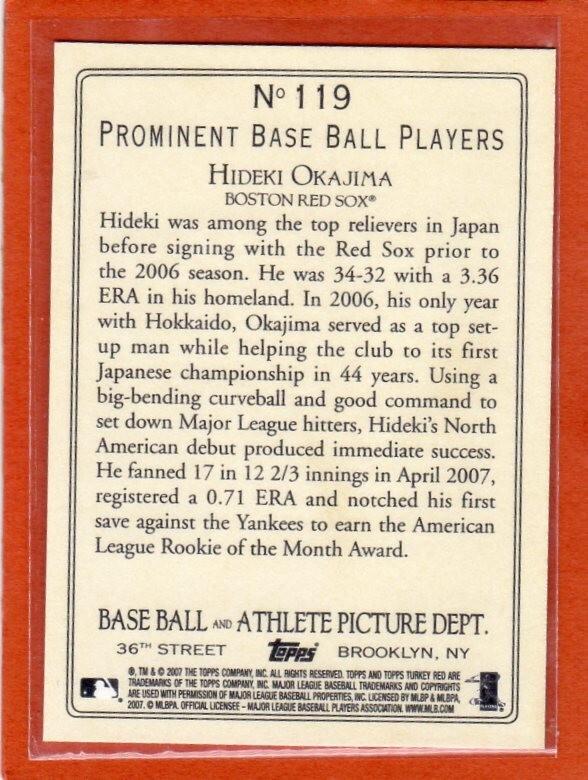 Nº 119
PROMINENT BASE BALL PLAYERS
HIDEKI OKAJIMA
BOSTON RED SOX®
Hideki was among the top relievers in Japan
before signing with the Red Sox prior to
the 2006 season. He was 34-32 with a 3.36
ERA in his homeland. In 2006, his only year
with Hokkaido, Okajima served as a top set-
up man while helping the club to its first
Japanese championship in 44 years. Using a
big-bending curveball and good command to
set down Major League hitters, Hideki's North
American debut produced immediate success.
He fanned 17 in 12 2/3 innings in April 2007,
registered a 0.71 ERA and notched his first
save against the Yankees to earn the American
League Rookie of the Month Award.
BASE BALL AND ATHLETE PICTURE DEPT.
36TH STREET Topps BROOKLYN, NY
®, TM & © 2007 THE TOPPS COMPANY, INC. ALL RIGHTS RESERVED. TOPPS AND TOPPS TURKEY RED ARE
TRADEMARKS OF THE TOPPS COMPANY, INC. MAJOR LEAGUE BASEBALL TRADEMARKS AND COPYRIGHTS
ARE USED WITH PERMISSION OF MAJOR LEAGUE BASEBALL PROPERTIES, INC. LICENSED BY MLBP & MLBPA,
2007. © MLBPA. OFFICIAL LICENSEE - MAJOR LEAGUE BASEBALL PLAYERS ASSOCIATION. WWW.MLB.COM